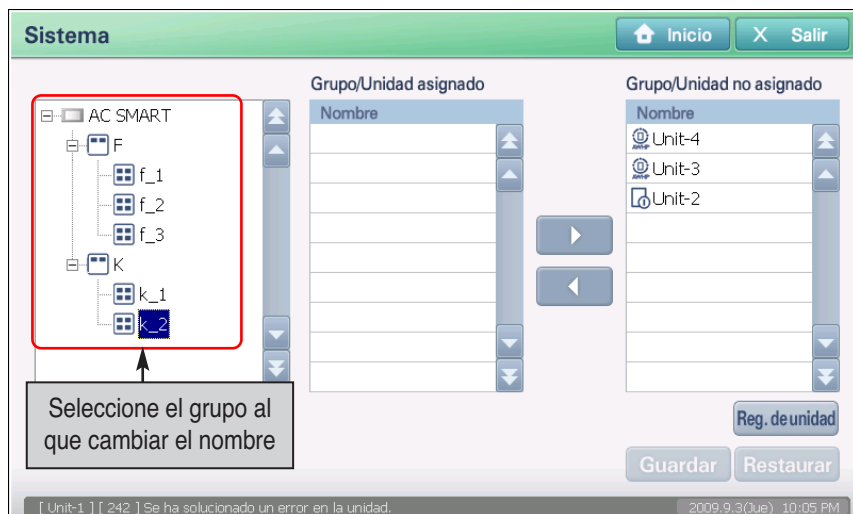 Sistema
Inicio
X Salir
Grupo/Unidad asignado
Grupo/Unidad no asignado
AC SMART
F
f_1
f_2
f_3
K
k_1
k_2
Nombre
Nombre
Unit-4
Unit-3
Unit-2
Seleccione el grupo al
que cambiar el nombre
Reg. de unidad
Guardar
Restaurar
[ Unit-1 ] [ 242 ] Se ha solucionado un error en la unidad.
2009.9.3(Jue) 10:05 PM